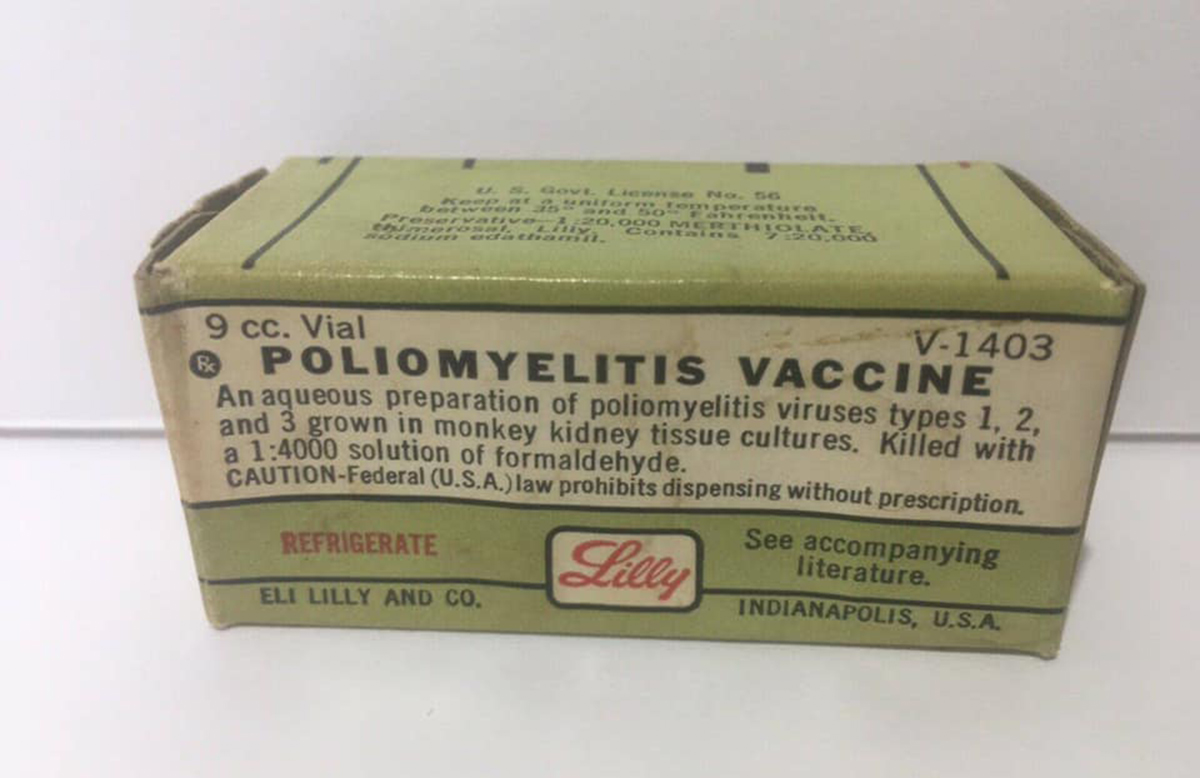 U. S. Govt. License No. 56
Keep at a uniform temperature
between 35° and 50° Fahrenheit.
Preservative—1:20,000 MERTHIOLATE,
thimerosal, Lilly. Contains 7:20,000
sodium edathamil.
9 cc. Vial
V-1403
Rx POLIOMYELITIS VACCINE
An aqueous preparation of poliomyelitis viruses types 1, 2,
and 3 grown in monkey kidney tissue cultures. Killed with
a 1:4000 solution of formaldehyde.
CAUTION-Federal (U.S.A.) law prohibits dispensing without prescription.
REFRIGERATE
Lilly
See accompanying
literature.
ELI LILLY AND CO.
INDIANAPOLIS, U.S.A.